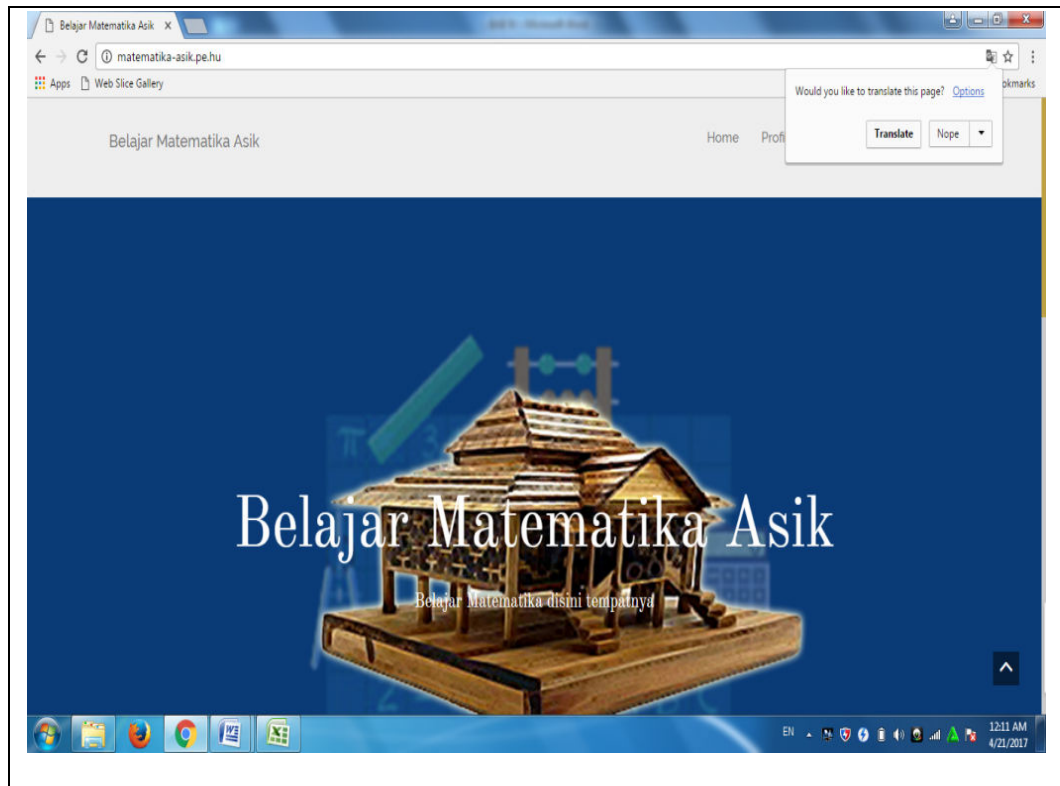 Belajar Matematika Asik
matematika-asik.pe.hu
Apps Web Slice Gallery
Would you like to translate this page? Options
Translate Nope
Belajar Matematika Asik
Home
π 3
Belajar Matematika Asik
Belajar Matematika disini tempatnya
EN
12:11 AM
4/21/2017